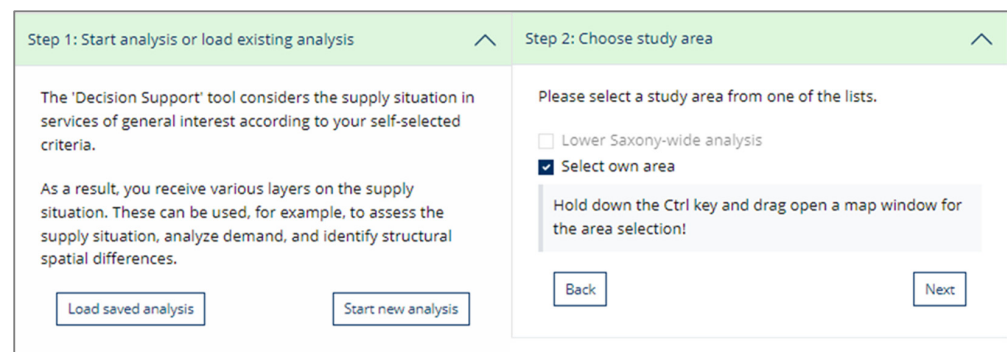 Step 1: Start analysis or load existing analysis
The 'Decision Support' tool considers the supply situation in
services of general interest according to your self-selected
criteria.
As a result, you receive various layers on the supply
situation. These can be used, for example, to assess the
supply situation, analyze demand, and identify structural
spatial differences.
Load saved analysis
Start new analysis
Step 2: Choose study area
Please select a study area from one of the lists.
Lower Saxony-wide analysis
Select own area
Hold down the Ctrl key and drag open a map window for
the area selection!
Back
Next